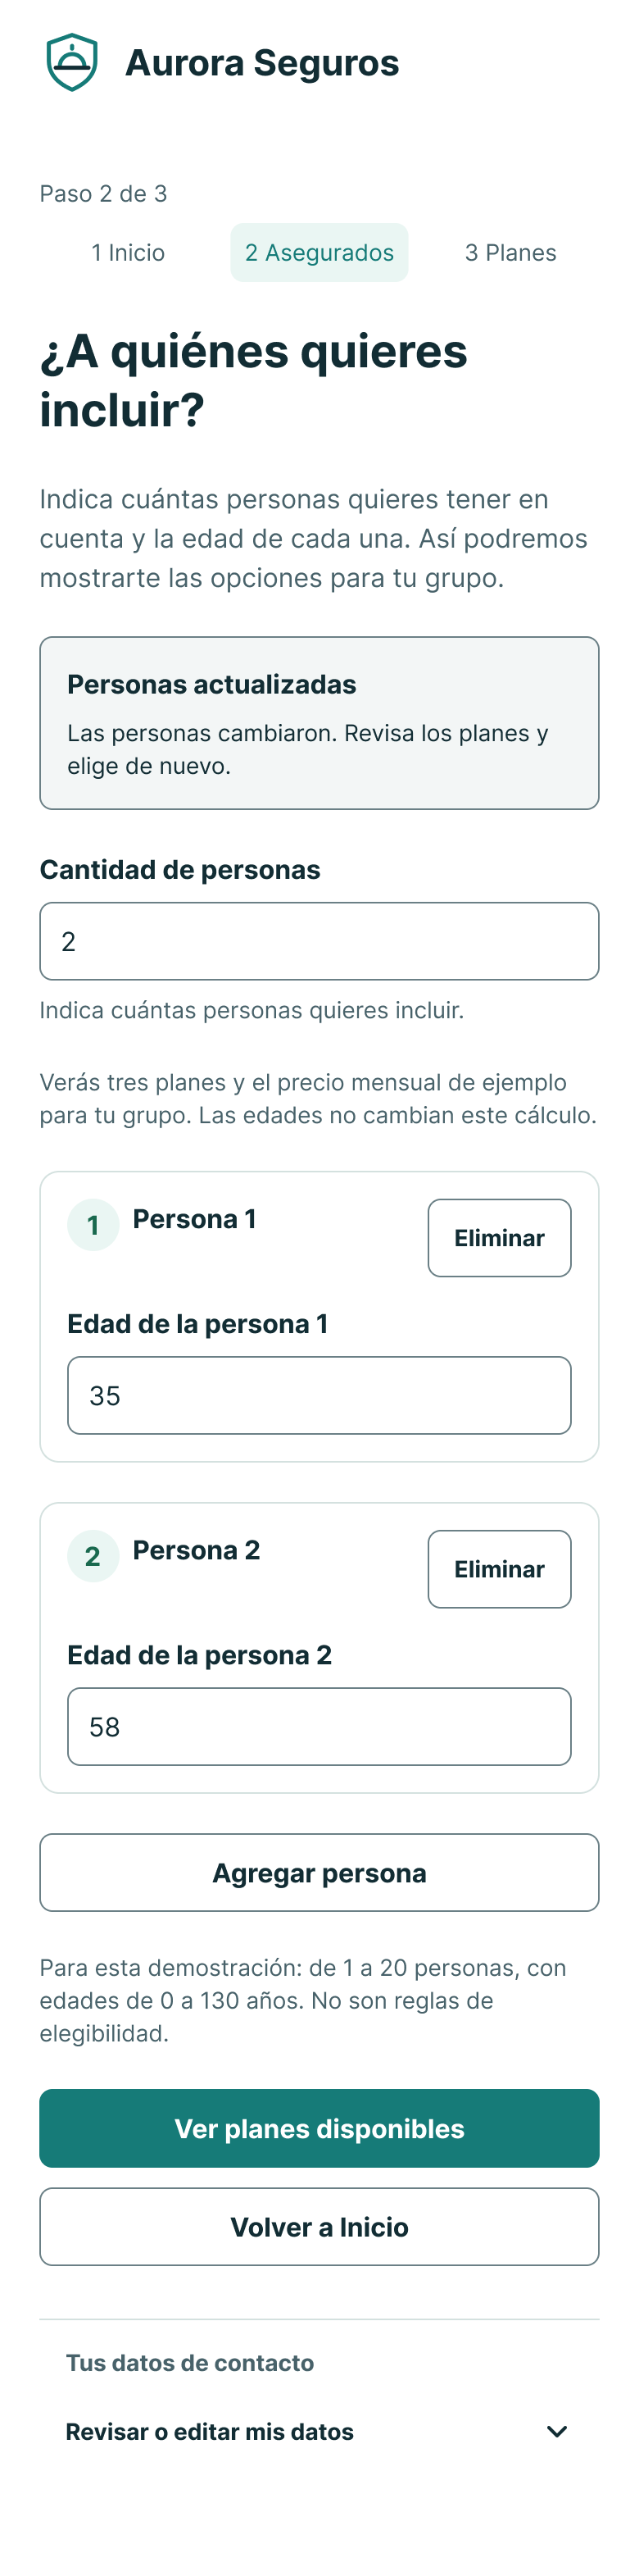 Aurora Seguros
Paso 2 de 3
1 Inicio
2 Asegurados
3 Planes
¿A quiénes quieres
incluir?
Indica cuántas personas quieres tener en
cuenta y la edad de cada una. Así podremos
mostrarte las opciones para tu grupo.
Personas actualizadas
Las personas cambiaron. Revisa los planes y
elige de nuevo.
Cantidad de personas
2
Indica cuántas personas quieres incluir.
Verás tres planes y el precio mensual de ejemplo
para tu grupo. Las edades no cambian este cálculo.
1 Persona 1
Eliminar
Edad de la persona 1
35
2 Persona 2
Eliminar
Edad de la persona 2
58
Agregar persona
Para esta demostración: de 1 a 20 personas, con
edades de 0 a 130 años. No son reglas de
elegibilidad.
Ver planes disponibles
Volver a Inicio
Tus datos de contacto
Revisar o editar mis datos